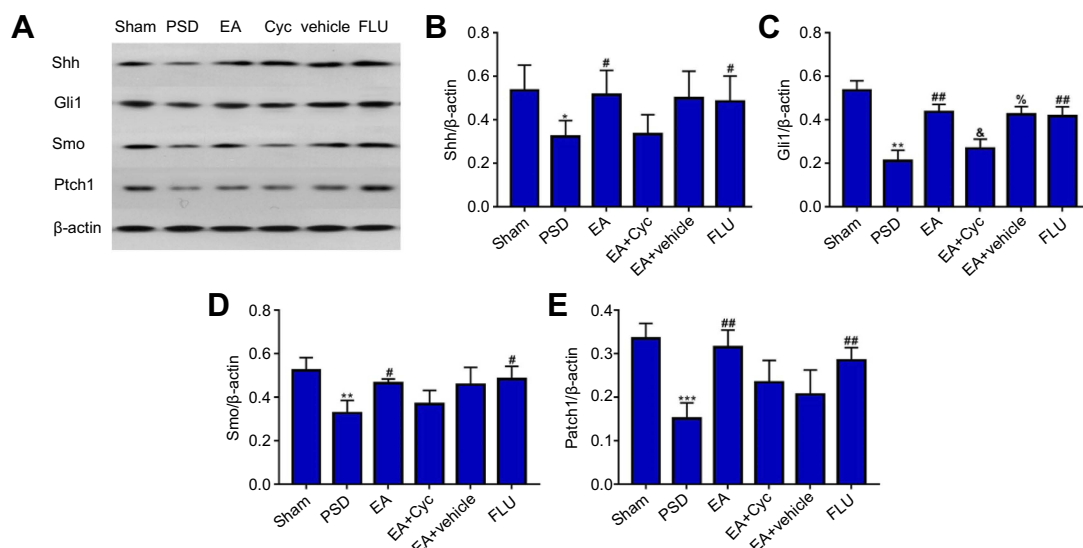 A
Sham PSD EA Cyc vehicle FLU
Shh
Gli1
Smo
Ptch1
β-actin
B
Shh/β-actin
0.8
0.6
0.4
0.2
0.0
*
#
#
Sham
PSD
EA
EA+Cyc
EA+vehicle
FLU
C
Gli1/β-actin
0.6
0.4
0.2
0.0
**
##
&
%
##
Sham
PSD
EA
EA+Cyc
EA+vehicle
FLU
D
Smo/β-actin
0.8
0.6
0.4
0.2
0.0
**
#
#
Sham
PSD
EA
EA+Cyc
EA+vehicle
FLU
E
Patch1/β-actin
0.4
0.3
0.2
0.1
0.0
***
##
##
Sham
PSD
EA
EA+Cyc
EA+vehicle
FLU